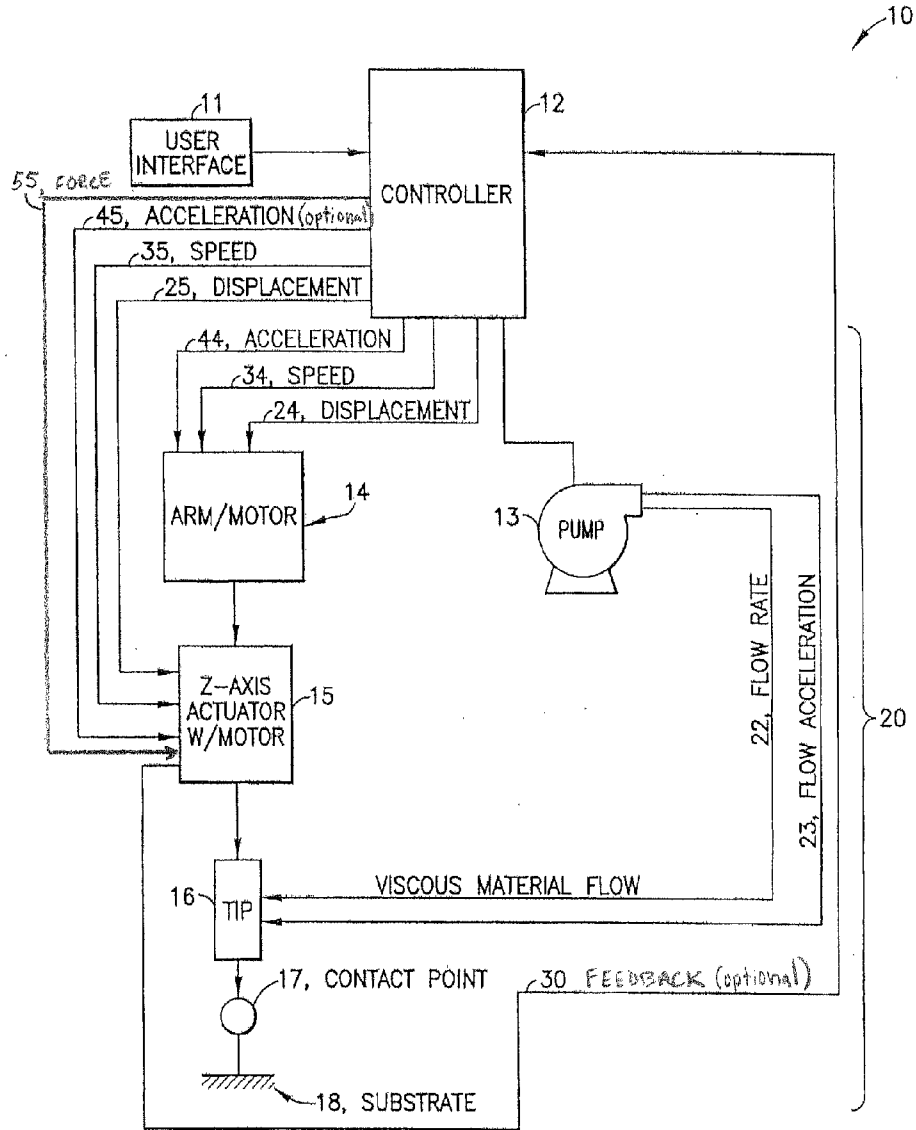 10
11
12
USER
INTERFACE
CONTROLLER
55, FORCE
45, ACCELERATION (optional)
35, SPEED
25, DISPLACEMENT
44, ACCELERATION
34, SPEED
24, DISPLACEMENT
ARM/MOTOR
14
13
PUMP
Z-AXIS
ACTUATOR
W/MOTOR
15
22, FLOW RATE
23, FLOW ACCELERATION
20
16
TIP
VISCOUS MATERIAL FLOW
17, CONTACT POINT
30 FEEDBACK (optional)
18, SUBSTRATE